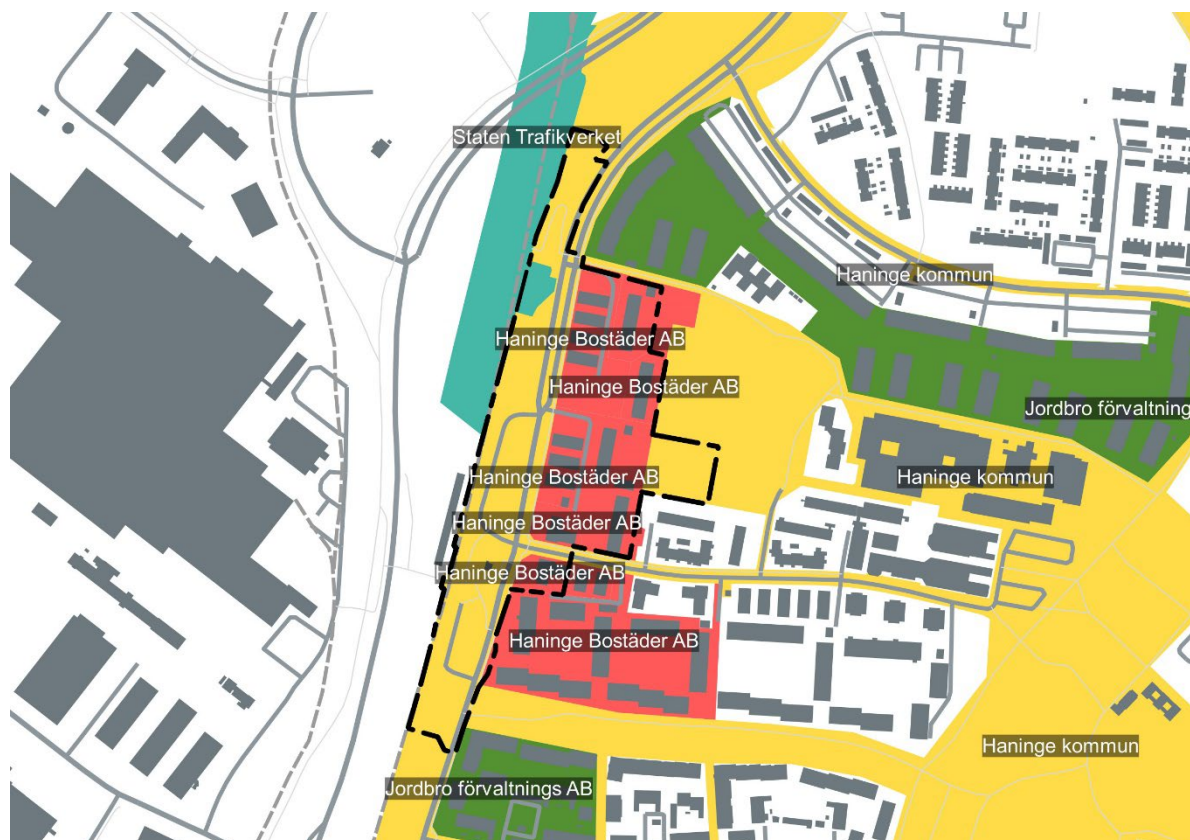 Staten Trafikverket
Haninge kommun
Haninge Bostäder AB
Haninge Bostäder AB
Jordbro förvaltning
Haninge Bostäder AB
Haninge kommun
Haninge Bostäder AB
Haninge Bostäder AB
Haninge Bostäder AB
Haninge kommun
Jordbro förvaltnings AB